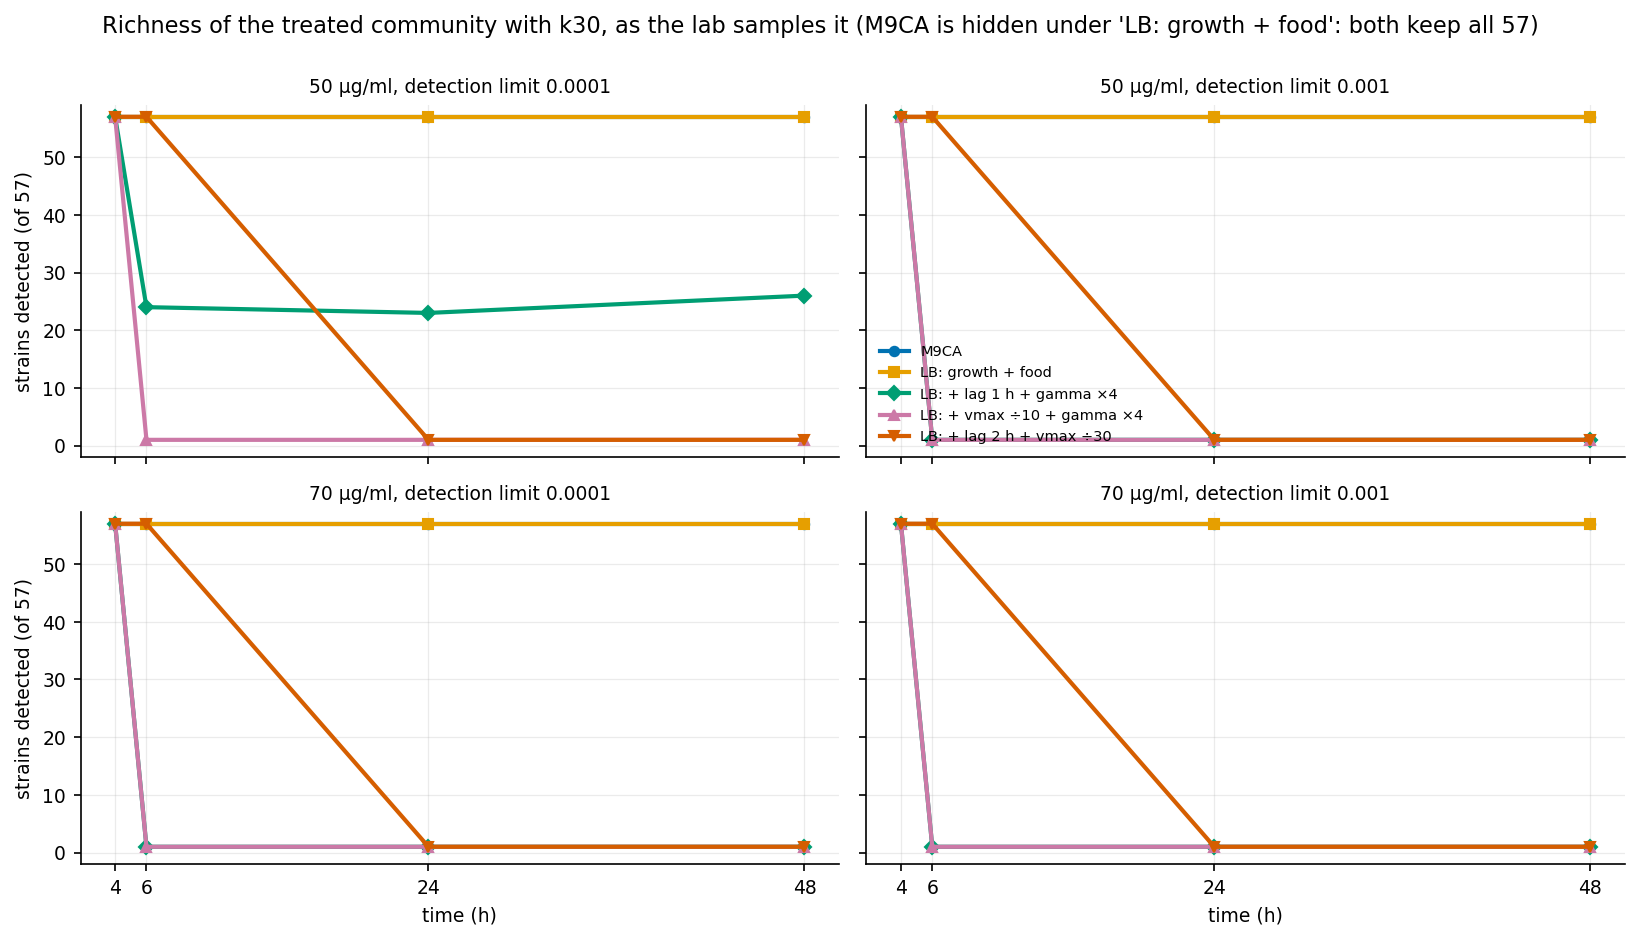 Richness of the treated community with k30, as the lab samples it (M9CA is hidden under 'LB: growth + food': both keep all 57)
50 µg/ml, detection limit 0.0001
50 µg/ml, detection limit 0.001
strains detected (of 57)
50
40
30
20
10
0
M9CA
LB: growth + food
LB: + lag 1 h + gamma ×4
LB: + vmax ÷10 + gamma ×4
LB: + lag 2 h + vmax ÷30
70 µg/ml, detection limit 0.0001
70 µg/ml, detection limit 0.001
strains detected (of 57)
50
40
30
20
10
0
4 6 24 48
4 6 24 48
time (h)
time (h)